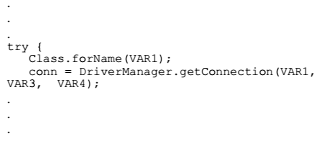 .
.
.
try {
   Class.forName(VAR1);
   conn = DriverManager.getConnection(VAR1,
VAR3,  VAR4);
.
.
.